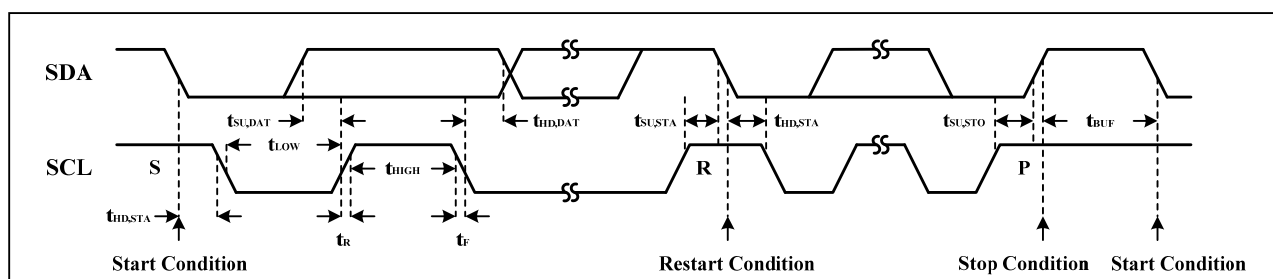 SDA
tSU,DAT tHD,DAT tSU,STA tHD,STA tSU,STO tBUF
tLOW
SCL S tHIGH R P
tHD,STA
tR tF
Start Condition Restart Condition Stop Condition Start Condition